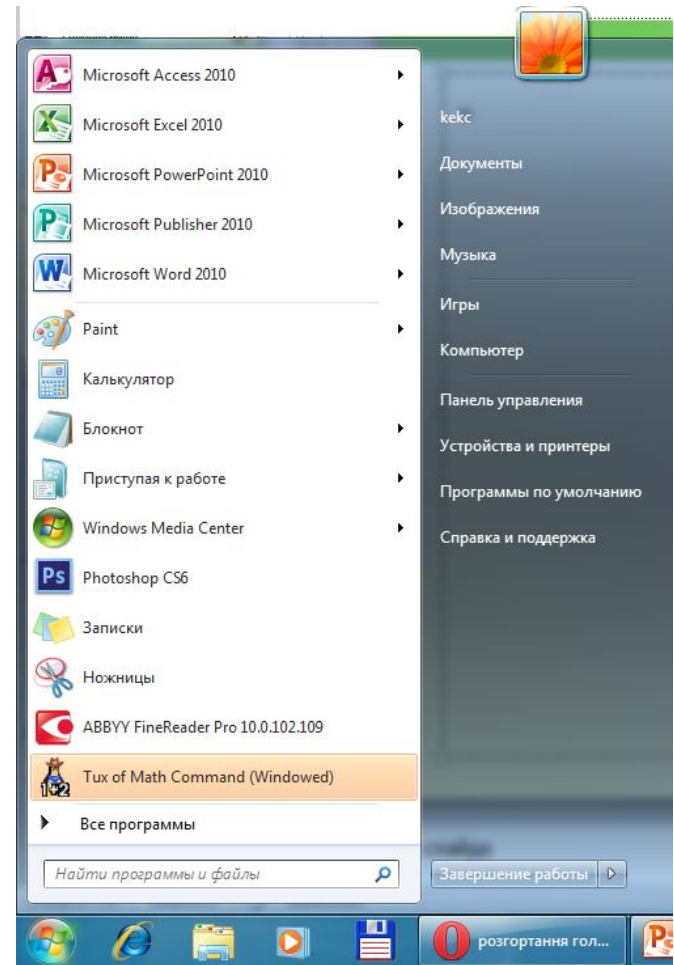 Microsoft Access 2010
Microsoft Excel 2010
Microsoft PowerPoint 2010
Microsoft Publisher 2010
Microsoft Word 2010
Paint
Калькулятор
Блокнот
Приступая к работе
Windows Media Center
Ps Photoshop CS6
Записки
Ножницы
ABBYY FineReader Pro 10.0.102.109
1+2 Tux of Math Command (Windowed)
Все программы
Найти программы и файлы
kekc
Документы
Изображения
Музыка
Игры
Компьютер
Панель управления
Устройства и принтеры
Программы по умолчанию
Справка и поддержка
Завершение работы
розгортання гол...